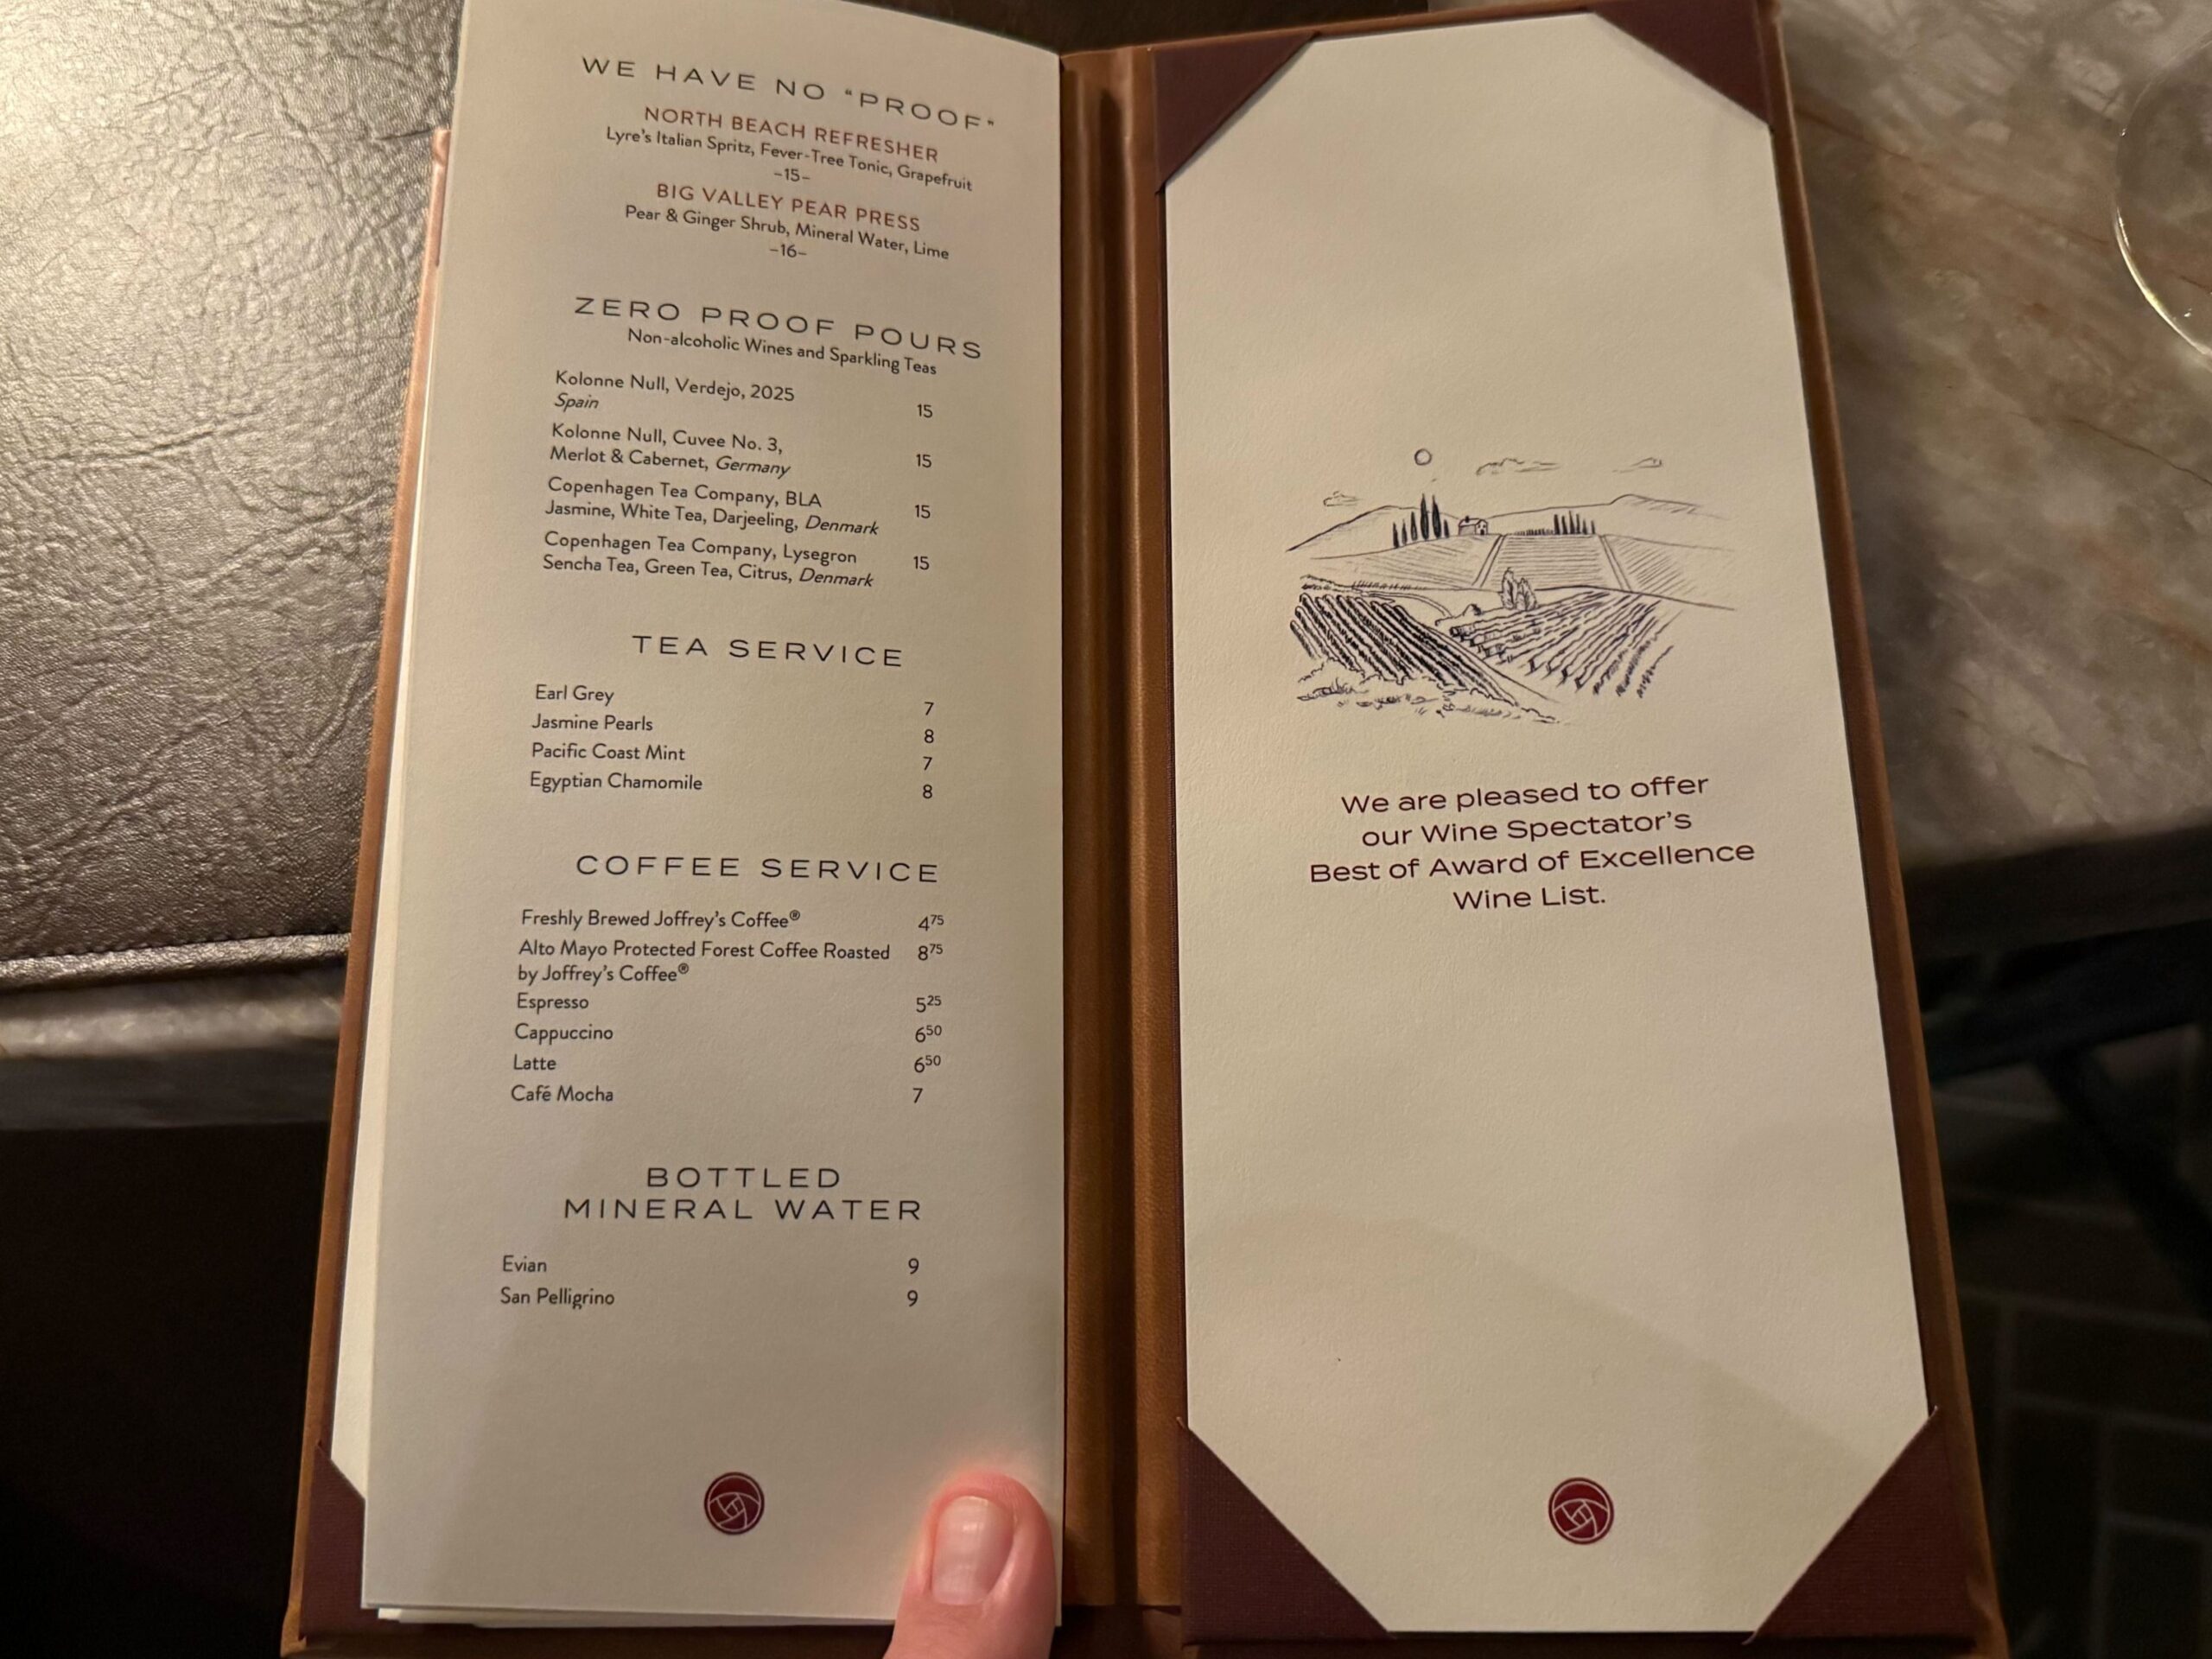 WE HAVE NO "PROOF"
NORTH BEACH REFRESHER
Lyre's Italian Spritz, Fever-Tree Tonic, Grapefruit
-15-
BIG VALLEY PEAR PRESS
Pear & Ginger Shrub, Mineral Water, Lime
-16-
ZERO PROOF POURS
Non-alcoholic Wines and Sparkling Teas
Kolonne Null, Verdejo, 2025
Spain 15
Kolonne Null, Cuvee No. 3,
Merlot & Cabernet, Germany 15
Copenhagen Tea Company, BLA
Jasmine, White Tea, Darjeeling, Denmark 15
Copenhagen Tea Company, Lysegron
Sencha Tea, Green Tea, Citrus, Denmark 15
TEA SERVICE
Earl Grey 7
Jasmine Pearls 8
Pacific Coast Mint 7
Egyptian Chamomile 8
COFFEE SERVICE
Freshly Brewed Joffrey's Coffee® 4⁷⁵
Alto Mayo Protected Forest Coffee Roasted 8⁷⁵
by Joffrey's Coffee®
Espresso 5²⁵
Cappuccino 6⁵⁰
Latte 6⁵⁰
Café Mocha 7
BOTTLED
MINERAL WATER
Evian 9
San Pelligrino 9
We are pleased to offer
our Wine Spectator's
Best of Award of Excellence
Wine List.